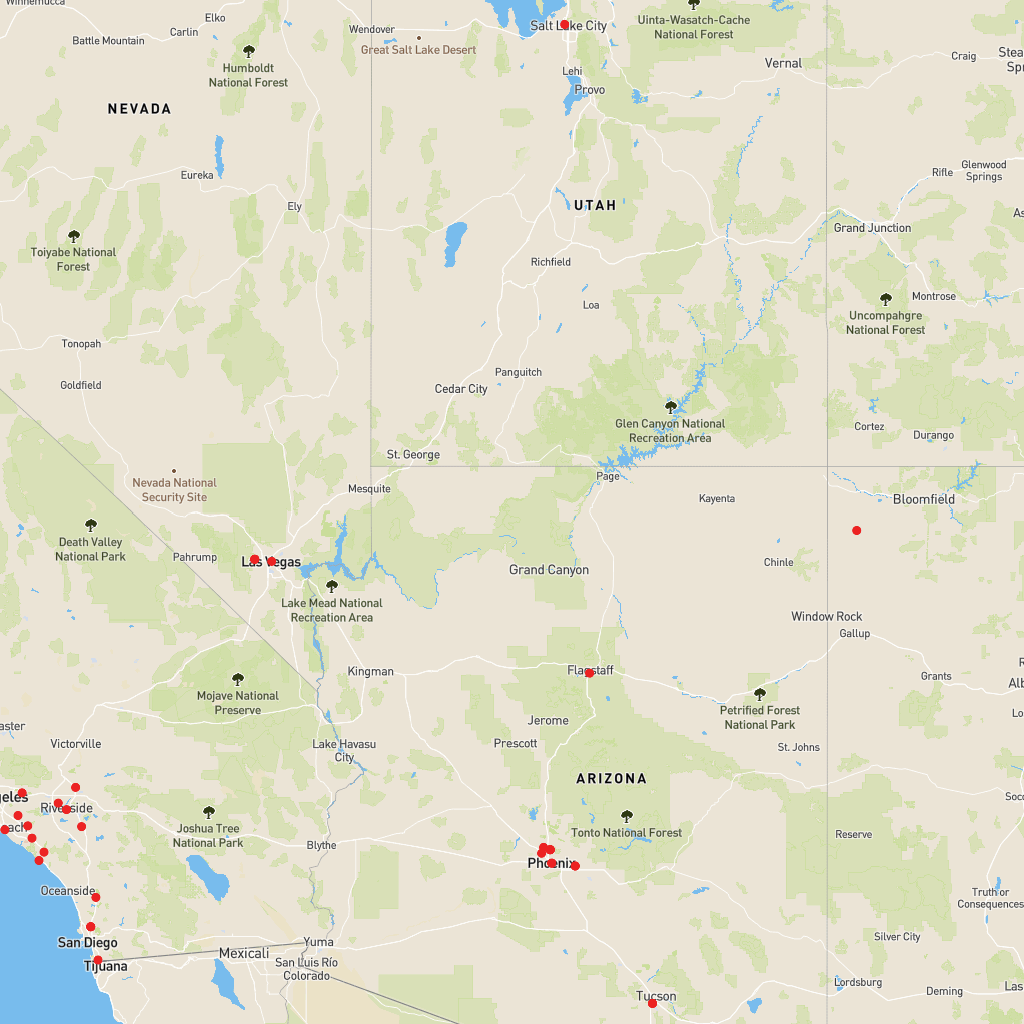 Winnemucca
Elko
Carlin
Battle Mountain
Wendover
Great Salt Lake Desert
Salt Lake City
Uinta-Wasatch-Cache
National Forest
Humboldt
National Forest
Lehi
Provo
Vernal
Craig
Stea
Spr
NEVADA
Eureka
Ely
UTAH
Rifle
Glenwood
Springs
As
Grand Junction
Toiyabe National
Forest
Richfield
Loa
Montrose
Uncompahgre
National Forest
Tonopah
Goldfield
Panguitch
Cedar City
Glen Canyon National
Recreation Area
Cortez
Durango
St. George
Nevada National
Security Site
Mesquite
Page
Kayenta
Bloomfield
Death Valley
National Park
Pahrump
Las Vegas
Grand Canyon
Chinle
Lake Mead National
Recreation Area
Window Rock
Gallup
Kingman
Flagstaff
Grants
R
Alb
Mojave National
Preserve
Petrified Forest
National Park
Lo
aster
Jerome
Victorville
Lake Havasu
City
Prescott
St. Johns
ARIZONA
geles
Riverside
Soco
Joshua Tree
National Park
Tonto National Forest
each
Blythe
Reserve
Phoenix
Oceanside
Truth or
Consequences
San Diego
Tijuana
Mexicali
Yuma
San Luis Río
Colorado
Silver City
Tucson
Lordsburg
Deming
Las